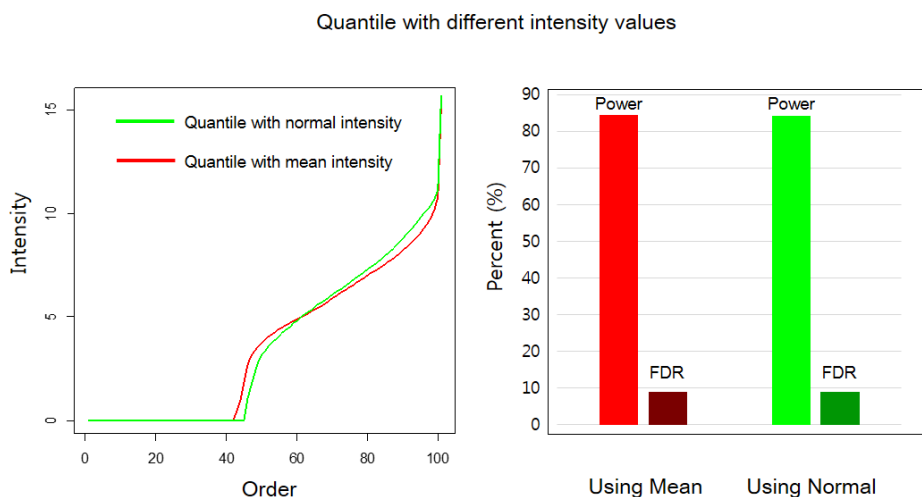 Quantile with different intensity values
Quantile with normal intensity
Quantile with mean intensity
Intensity
15
10
5
0
0 20 40 60 80 100
Order
Percent (%)
90
80
70
60
50
40
30
20
10
0
Power
FDR
Power
FDR
Using Mean
Using Normal